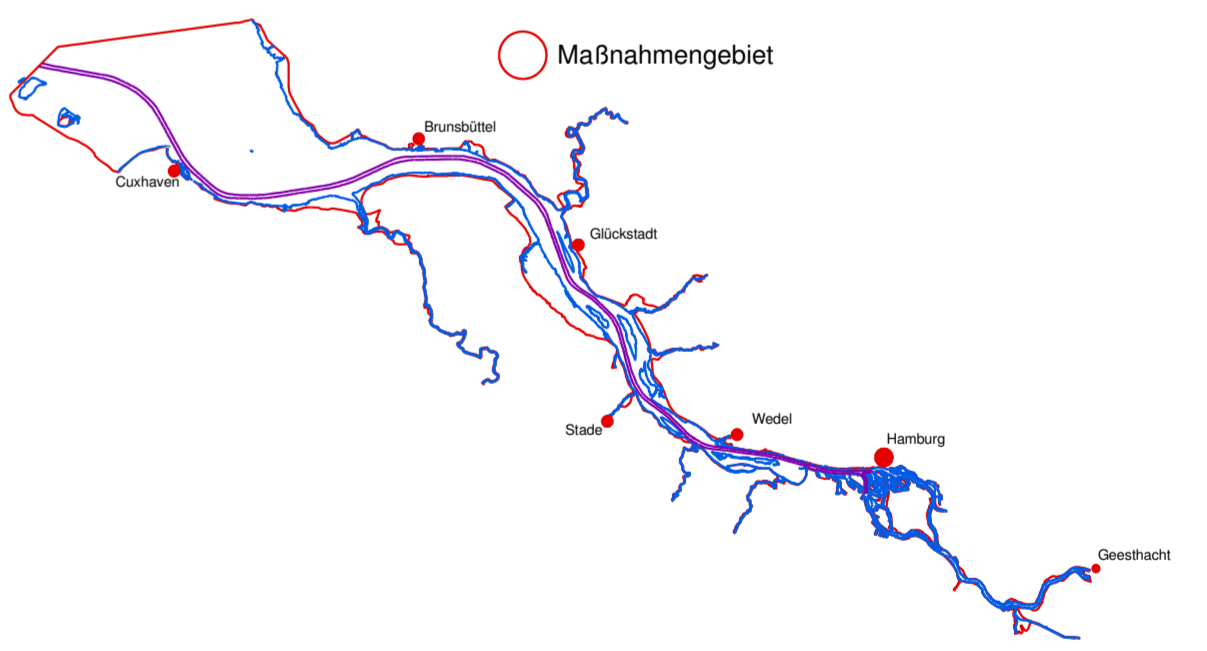 Maßnahmengebiet
Brunsbüttel
Cuxhaven
Glückstadt
Stade
Wedel
Hamburg
Geesthacht